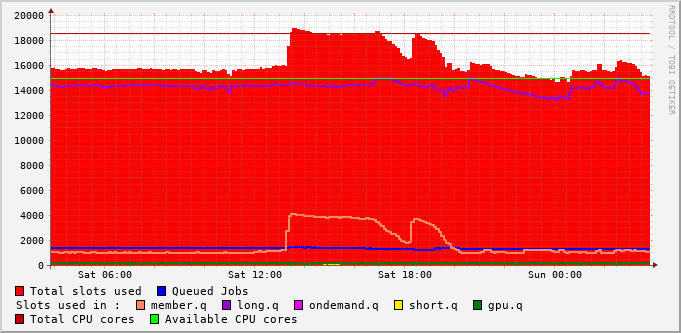 20000
18000
16000
14000
12000
10000
8000
6000
4000
2000
0
Sat 06:00 Sat 12:00 Sat 18:00 Sun 00:00
Total slots used Queued Jobs
Slots used in : member.q long.q ondemand.q short.q gpu.q
Total CPU cores Available CPU cores
RRDTOOL / TOBI OETIKER